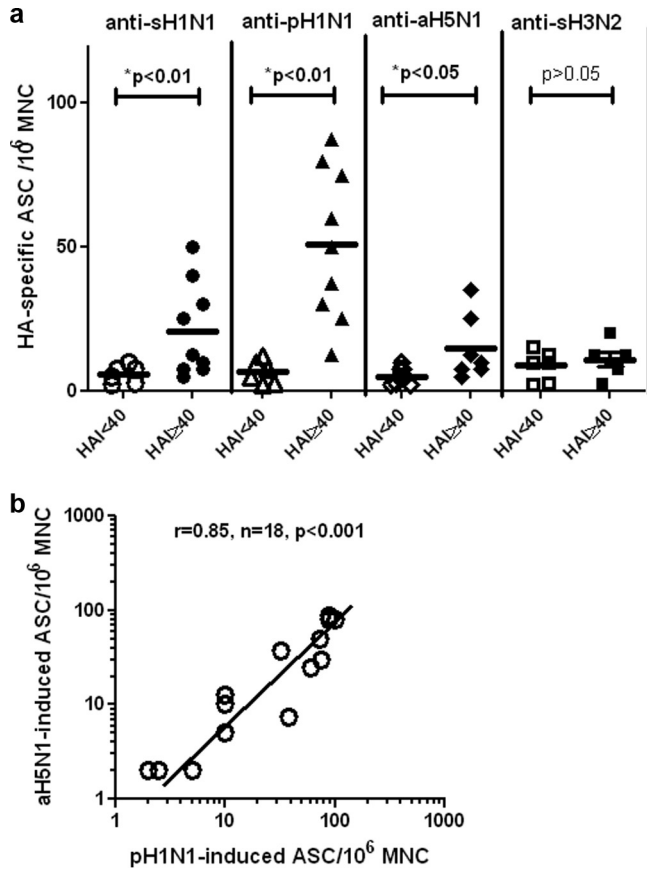 a
anti-sH1N1 anti-pH1N1 anti-aH5N1 anti-sH3N2
*p<0.01 *p<0.01 *p<0.05 p>0.05
HA-specific ASC /10⁶ MNC
100
50
0
HAI<40 HAI≥40 HAI<40 HAI≥40 HAI<40 HAI≥40 HAI<40 HAI≥40
b
r=0.85, n=18, p<0.001
aH5N1-induced ASC/10⁶ MNC
1000
100
10
1
1 10 100 1000
pH1N1-induced ASC/10⁶ MNC